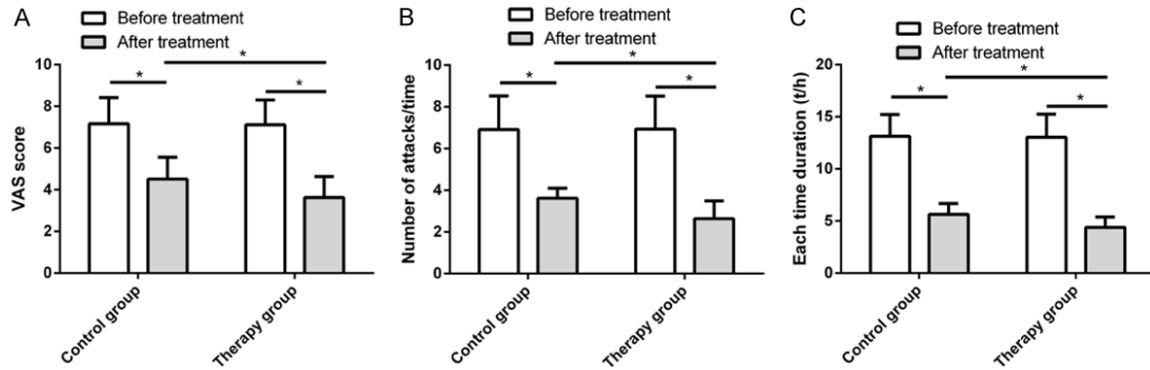 A
Before treatment
After treatment
VAS score
10
8
6
4
2
0
*
*
*
Control group
Therapy group
B
Before treatment
After treatment
Number of attacks/time
10
8
6
4
2
0
*
*
*
Control group
Therapy group
C
Before treatment
After treatment
Each time duration (t/h)
20
15
10
5
0
*
*
*
Control group
Therapy group